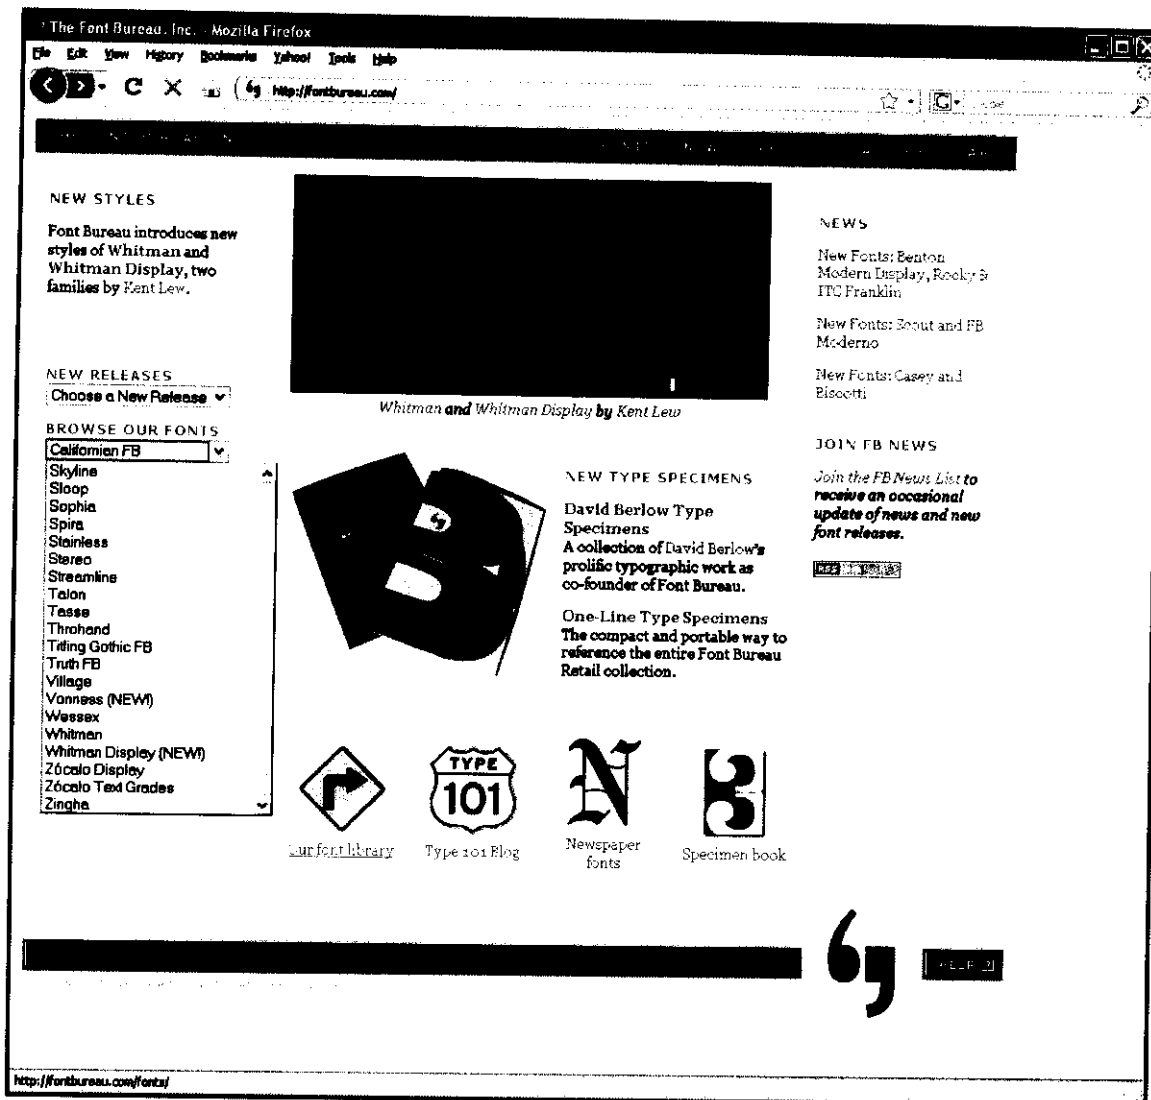 The Font Bureau, Inc. - Mozilla Firefox
File Edit View History Bookmarks Yahoo! Tools Help
http://fontbureau.com/
NEW STYLES
Font Bureau introduces new
styles of Whitman and
Whitman Display, two
families by Kent Lew.
NEW RELEASES
Choose a New Release
BROWSE OUR FONTS
Californian FB
Skyline
Sloop
Sophia
Spira
Stainless
Stereo
Streamline
Talon
Tasse
Throhand
Titling Gothic FB
Truth FB
Village
Vonness (NEW!)
Wessex
Whitman
Whitman Display (NEW!)
Zócalo Display
Zócalo Text Grades
Zingha
Whitman and Whitman Display by Kent Lew
NEW TYPE SPECIMENS
David Berlow Type
Specimens
A collection of David Berlow's
prolific typographic work as
co-founder of Font Bureau.
One-Line Type Specimens
The compact and portable way to
reference the entire Font Bureau
Retail collection.
TYPE
101
N
3
Our font library
Type 101 Blog
Newspaper
fonts
Specimen book
NEWS
New Fonts: Benton
Modern Display, Rocky &
ITC Franklin
New Fonts: Scout and FB
Moderno
New Fonts: Casey and
Biscotti
JOIN FB NEWS
Join the FB News List to
receive an occasional
update of news and new
font releases.
HELP
http://fontbureau.com/fonts/